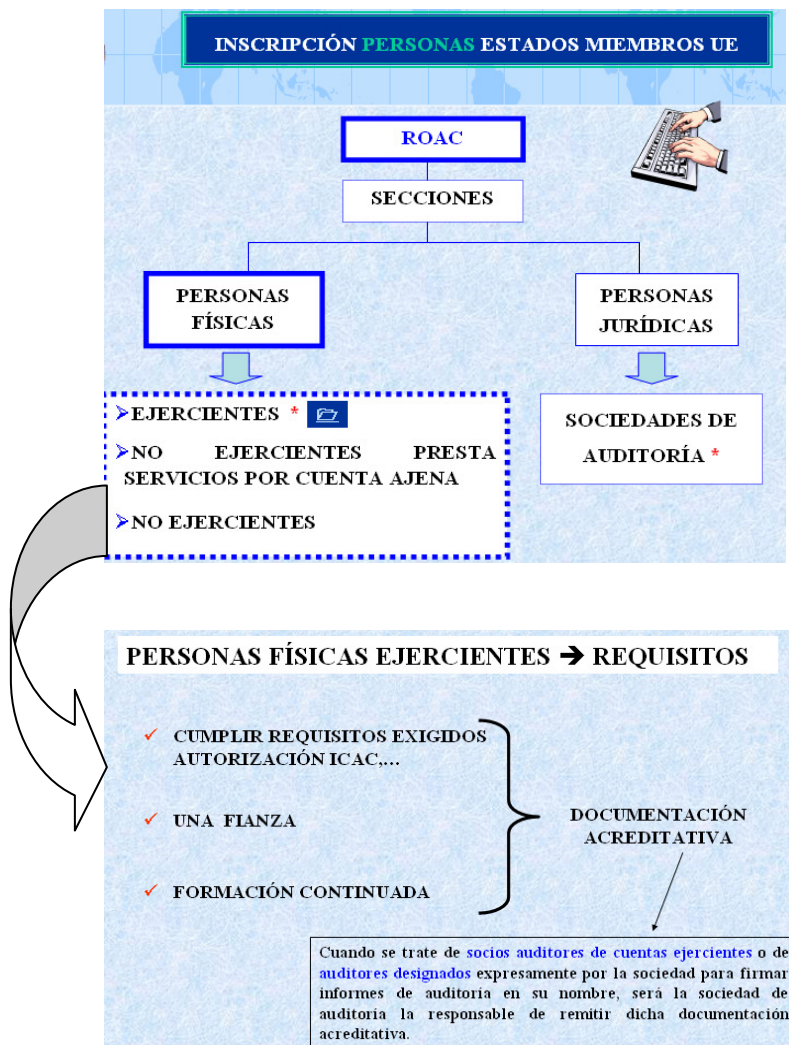 INSCRIPCIÓN PERSONAS ESTADOS MIEMBROS UE
ROAC
SECCIONES
PERSONAS
FÍSICAS
PERSONAS
JURÍDICAS
➢EJERCIENTES *
➢NO EJERCIENTES PRESTA
SERVICIOS POR CUENTA AJENA
➢NO EJERCIENTES
SOCIEDADES DE
AUDITORÍA *
PERSONAS FÍSICAS EJERCIENTES ➔ REQUISITOS
✓ CUMPLIR REQUISITOS EXIGIDOS
AUTORIZACIÓN ICAC,...
✓ UNA FIANZA
✓ FORMACIÓN CONTINUADA
DOCUMENTACIÓN
ACREDITATIVA
Cuando se trate de socios auditores de cuentas ejercientes o de
auditores designados expresamente por la sociedad para firmar
informes de auditoría en su nombre, será la sociedad de
auditoría la responsable de remitir dicha documentación
acreditativa.